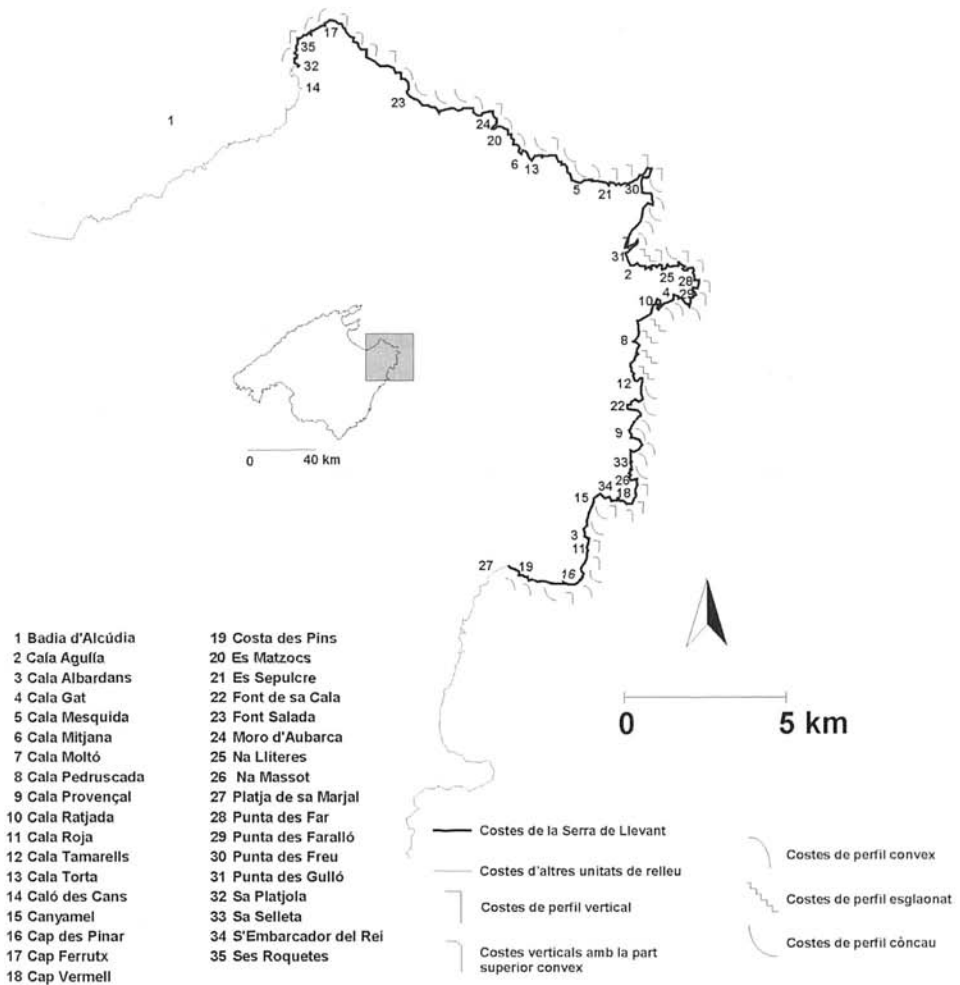 17
35
32
14
1
23
24
20
6
13
5
21
30
7
31
2
25
28
4
29
10
8
12
22
9
33
26
34
18
15
3
11
27
19
16
0 40 km
0 5 km
1 Badia d'Alcúdia
2 Cala Agulla
3 Cala Albardans
4 Cala Gat
5 Cala Mesquida
6 Cala Mitjana
7 Cala Moltó
8 Cala Pedruscada
9 Cala Provençal
10 Cala Ratjada
11 Cala Roja
12 Cala Tamarells
13 Cala Torta
14 Caló des Cans
15 Canyamel
16 Cap des Pinar
17 Cap Ferrutx
18 Cap Vermell
19 Costa des Pins
20 Es Matzocs
21 Es Sepulcre
22 Font de sa Cala
23 Font Salada
24 Moro d'Aubarca
25 Na Lliteres
26 Na Massot
27 Platja de sa Marjal
28 Punta des Far
29 Punta des Faralló
30 Punta des Freu
31 Punta des Gulló
32 Sa Platjola
33 Sa Selleta
34 S'Embarcador del Rei
35 Ses Roquetes
Costes de la Serra de Llevant
Costes d'altres unitats de relleu
Costes de perfil vertical
Costes verticals amb la part
superior convex
Costes de perfil convex
Costes de perfil esglaonat
Costes de perfil còncau